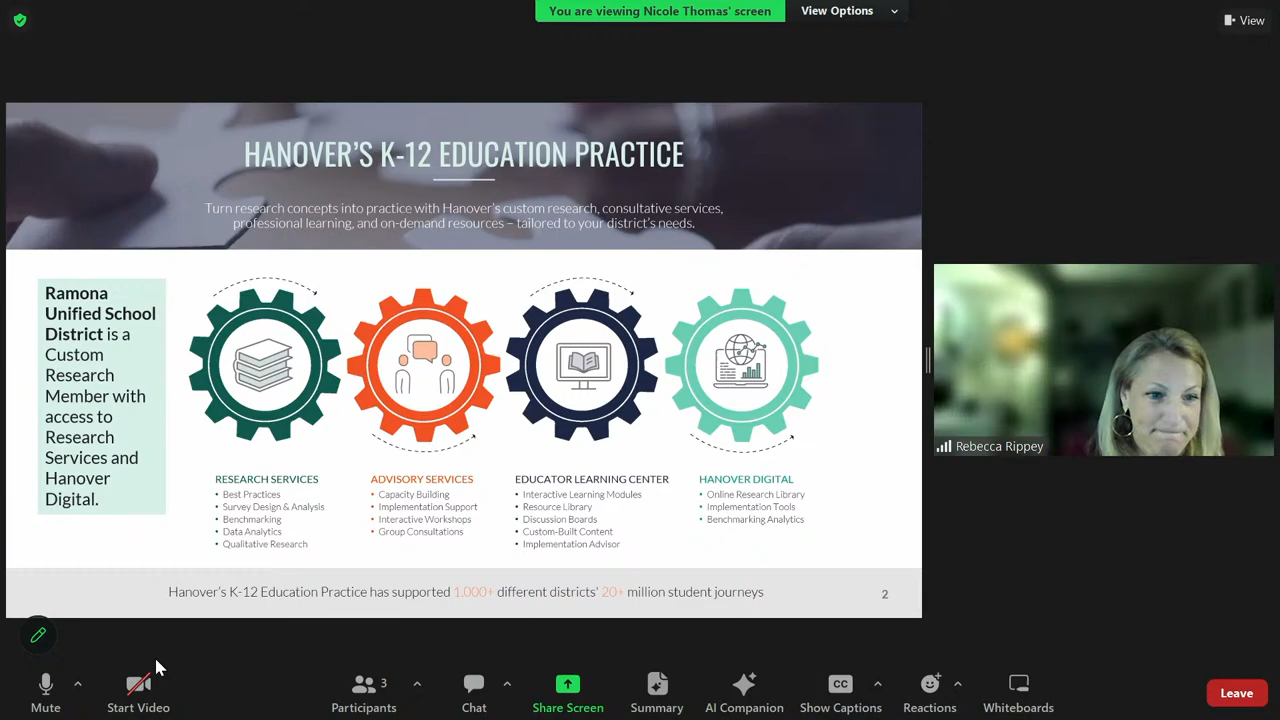 You are viewing Nicole Thomas' screen
View Options
View
HANOVER'S K-12 EDUCATION PRACTICE
Turn research concepts into practice with Hanover's custom research, consultative services,
professional learning, and on-demand resources – tailored to your district's needs.
Ramona
Unified School
District is a
Custom
Research
Member with
access to
Research
Services and
Hanover
Digital.
RESEARCH SERVICES
• Best Practices
• Survey Design & Analysis
• Benchmarking
• Data Analytics
• Qualitative Research
ADVISORY SERVICES
• Capacity Building
• Implementation Support
• Interactive Workshops
• Group Consultations
EDUCATOR LEARNING CENTER
• Interactive Learning Modules
• Resource Library
• Discussion Boards
• Custom-Built Content
• Implementation Advisor
HANOVER DIGITAL
• Online Research Library
• Implementation Tools
• Benchmarking Analytics
Hanover's K-12 Education Practice has supported 1,000+ different districts' 20+ million student journeys
2
Rebecca Rippey
Mute
Start Video
3
Participants
Chat
Share Screen
Summary
AI Companion
CC
Show Captions
Reactions
Whiteboards
Leave